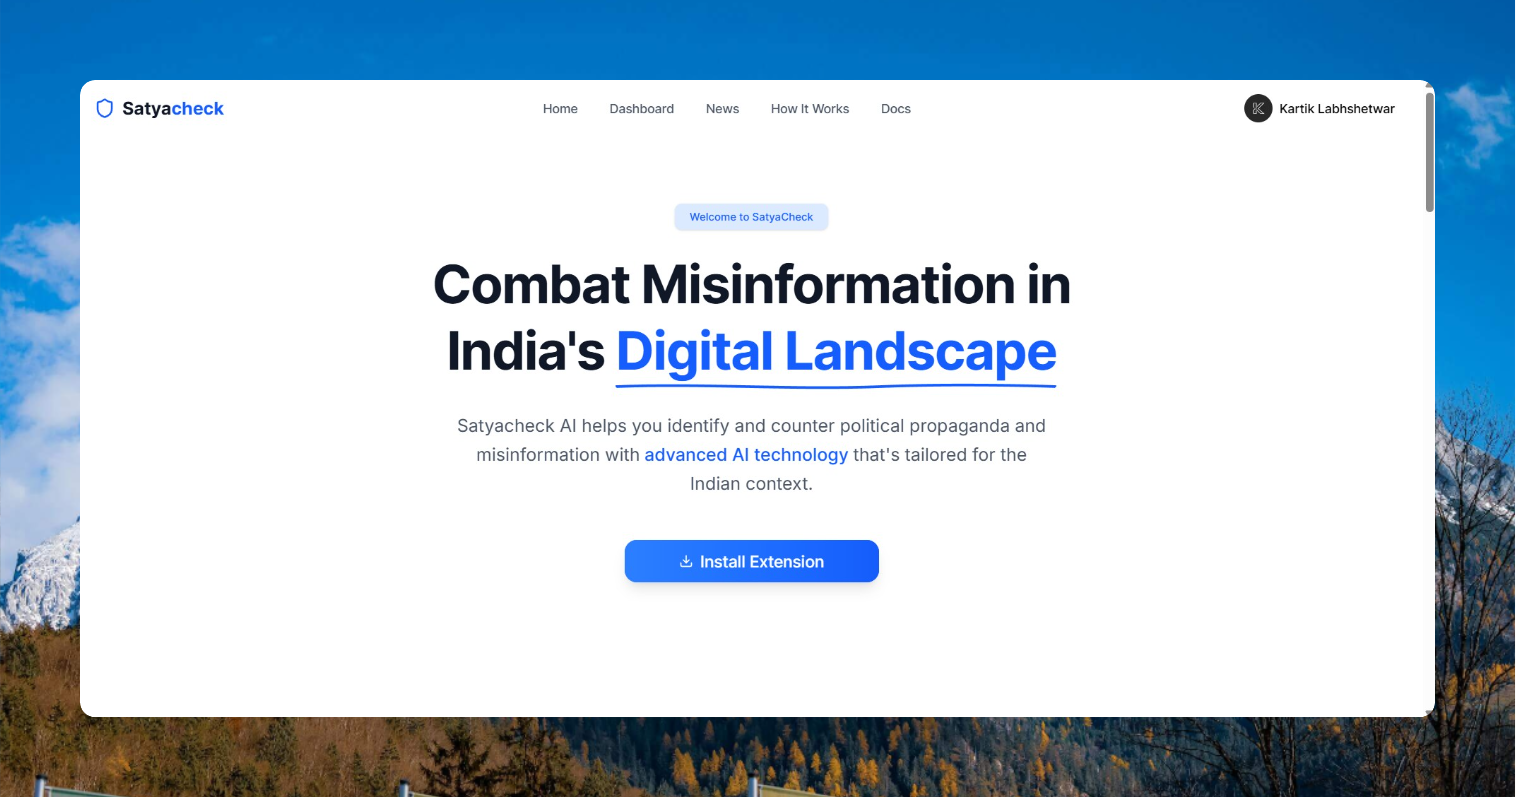 Satyacheck
Home
Dashboard
News
How It Works
Docs
K
Kartik Labhshetwar
Welcome to SatyaCheck
Combat Misinformation in
India's Digital Landscape
Satyacheck AI helps you identify and counter political propaganda and
misinformation with advanced AI technology that's tailored for the
Indian context.
Install Extension